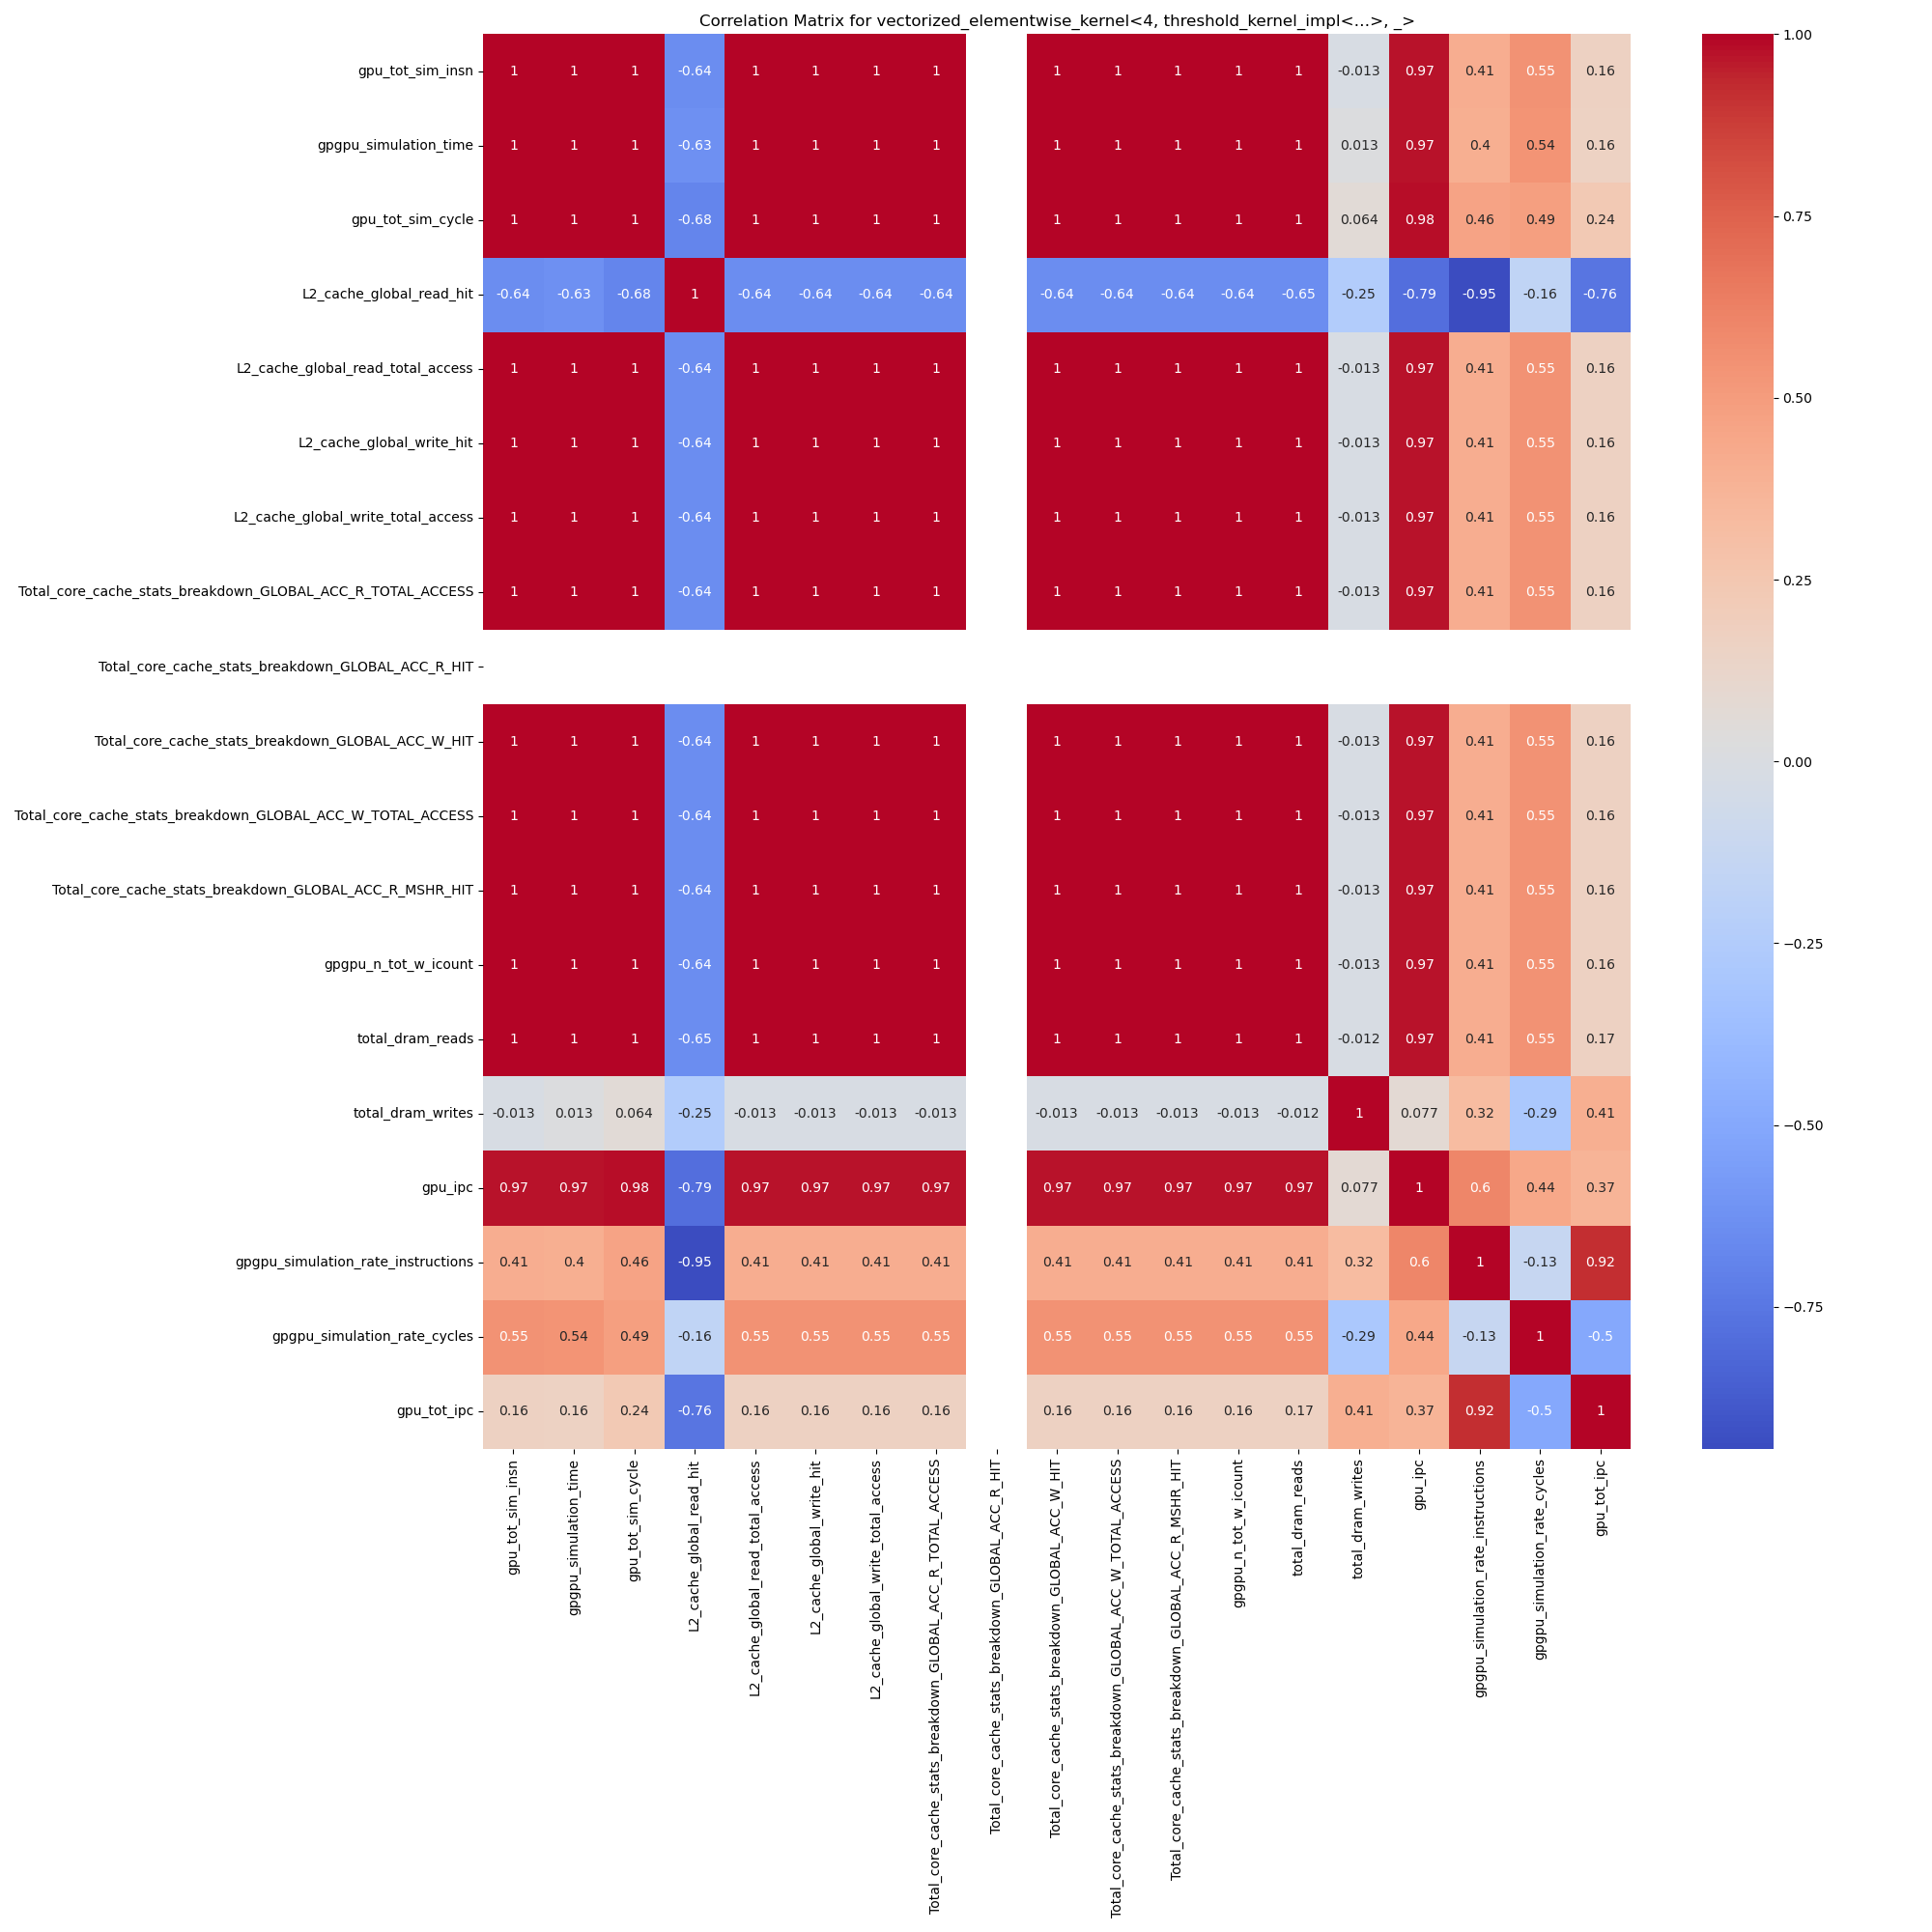 Correlation Matrix for vectorized_elementwise_kernel<4, threshold_kernel_impl<...>, _>
gpu_tot_sim_insn 1 1 1 -0.64 1 1 1 1 1 1 1 1 1 -0.013 0.97 0.41 0.55 0.16
gpgpu_simulation_time 1 1 1 -0.63 1 1 1 1 1 1 1 1 1 0.013 0.97 0.4 0.54 0.16
gpu_tot_sim_cycle 1 1 1 -0.68 1 1 1 1 1 1 1 1 1 0.064 0.98 0.46 0.49 0.24
L2_cache_global_read_hit -0.64 -0.63 -0.68 1 -0.64 -0.64 -0.64 -0.64 -0.64 -0.64 -0.64 -0.64 -0.65 -0.25 -0.79 -0.95 -0.16 -0.76
L2_cache_global_read_total_access 1 1 1 -0.64 1 1 1 1 1 1 1 1 1 -0.013 0.97 0.41 0.55 0.16
L2_cache_global_write_hit 1 1 1 -0.64 1 1 1 1 1 1 1 1 1 -0.013 0.97 0.41 0.55 0.16
L2_cache_global_write_total_access 1 1 1 -0.64 1 1 1 1 1 1 1 1 1 -0.013 0.97 0.41 0.55 0.16
Total_core_cache_stats_breakdown_GLOBAL_ACC_R_TOTAL_ACCESS 1 1 1 -0.64 1 1 1 1 1 1 1 1 1 -0.013 0.97 0.41 0.55 0.16
Total_core_cache_stats_breakdown_GLOBAL_ACC_R_HIT
Total_core_cache_stats_breakdown_GLOBAL_ACC_W_HIT 1 1 1 -0.64 1 1 1 1 1 1 1 1 1 -0.013 0.97 0.41 0.55 0.16
Total_core_cache_stats_breakdown_GLOBAL_ACC_W_TOTAL_ACCESS 1 1 1 -0.64 1 1 1 1 1 1 1 1 1 -0.013 0.97 0.41 0.55 0.16
Total_core_cache_stats_breakdown_GLOBAL_ACC_R_MSHR_HIT 1 1 1 -0.64 1 1 1 1 1 1 1 1 1 -0.013 0.97 0.41 0.55 0.16
gpgpu_n_tot_w_icount 1 1 1 -0.64 1 1 1 1 1 1 1 1 1 -0.013 0.97 0.41 0.55 0.16
total_dram_reads 1 1 1 -0.65 1 1 1 1 1 1 1 1 1 -0.012 0.97 0.41 0.55 0.17
total_dram_writes -0.013 0.013 0.064 -0.25 -0.013 -0.013 -0.013 -0.013 -0.013 -0.013 -0.013 -0.013 -0.012 1 0.077 0.32 -0.29 0.41
gpu_ipc 0.97 0.97 0.98 -0.79 0.97 0.97 0.97 0.97 0.97 0.97 0.97 0.97 0.97 0.077 1 0.6 0.44 0.37
gpgpu_simulation_rate_instructions 0.41 0.4 0.46 -0.95 0.41 0.41 0.41 0.41 0.41 0.41 0.41 0.41 0.41 0.32 0.6 1 -0.13 0.92
gpgpu_simulation_rate_cycles 0.55 0.54 0.49 -0.16 0.55 0.55 0.55 0.55 0.55 0.55 0.55 0.55 0.55 -0.29 0.44 -0.13 1 -0.5
gpu_tot_ipc 0.16 0.16 0.24 -0.76 0.16 0.16 0.16 0.16 0.16 0.16 0.16 0.16 0.17 0.41 0.37 0.92 -0.5 1
gpu_tot_sim_insn
gpgpu_simulation_time
gpu_tot_sim_cycle
L2_cache_global_read_hit
L2_cache_global_read_total_access
L2_cache_global_write_hit
L2_cache_global_write_total_access
Total_core_cache_stats_breakdown_GLOBAL_ACC_R_TOTAL_ACCESS
Total_core_cache_stats_breakdown_GLOBAL_ACC_R_HIT
Total_core_cache_stats_breakdown_GLOBAL_ACC_W_HIT
Total_core_cache_stats_breakdown_GLOBAL_ACC_W_TOTAL_ACCESS
Total_core_cache_stats_breakdown_GLOBAL_ACC_R_MSHR_HIT
gpgpu_n_tot_w_icount
total_dram_reads
total_dram_writes
gpu_ipc
gpgpu_simulation_rate_instructions
gpgpu_simulation_rate_cycles
gpu_tot_ipc
1.00
0.75
0.50
0.25
0.00
−0.25
−0.50
−0.75